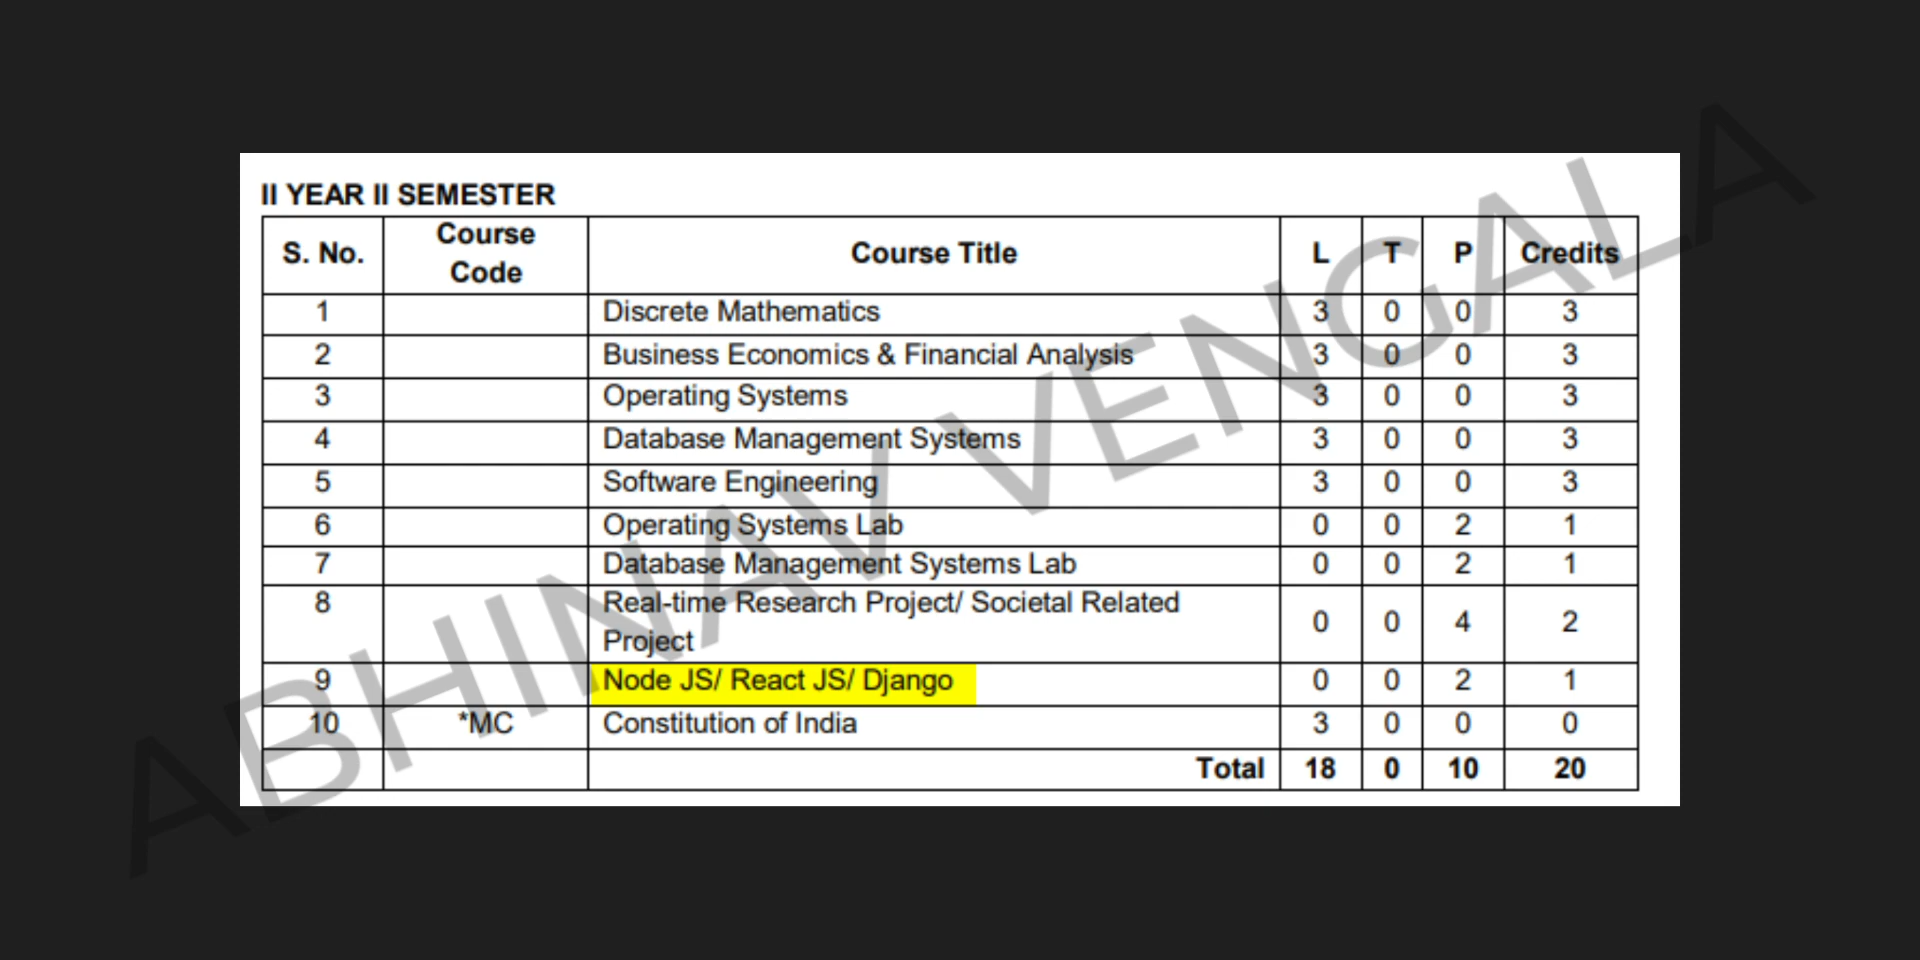 II YEAR II SEMESTER
S. No. Course Code Course Title L T P Credits
1 Discrete Mathematics 3 0 0 3
2 Business Economics & Financial Analysis 3 0 0 3
3 Operating Systems 3 0 0 3
4 Database Management Systems 3 0 0 3
5 Software Engineering 3 0 0 3
6 Operating Systems Lab 0 0 2 1
7 Database Management Systems Lab 0 0 2 1
8 Real-time Research Project/ Societal Related
Project 0 0 4 2
9 Node JS/ React JS/ Django 0 0 2 1
10 *MC Constitution of India 3 0 0 0
Total 18 0 10 20
ABHINAV VENGALA